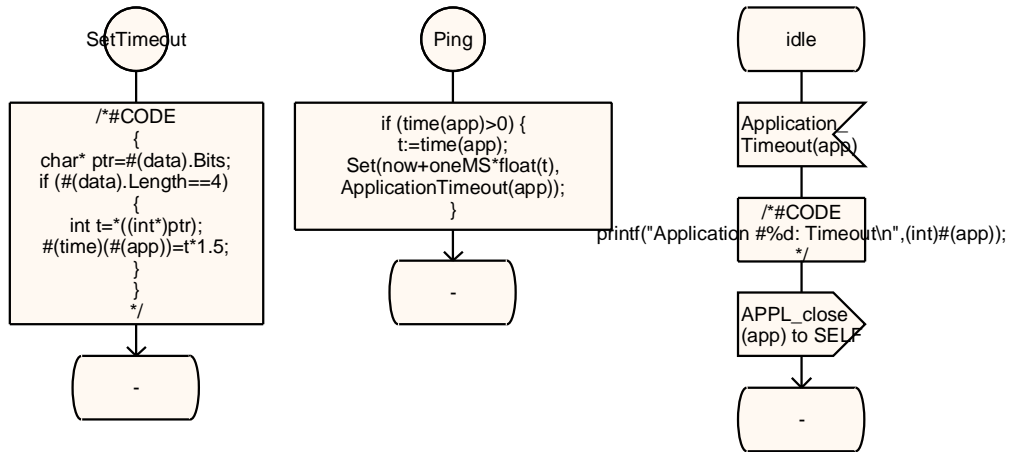 SetTimeout
/*#CODE
{
char* ptr=#(data).Bits;
if (#(data).Length==4)
{
int t=*((int*)ptr);
#(time)(#(app))=t*1.5;
}
}
*/
-
Ping
if (time(app)>0) {
t:=time(app);
Set(now+oneMS*float(t),
ApplicationTimeout(app));
}
-
idle
Application_
Timeout(app)
/*#CODE
printf("Application #%d: Timeout\n",(int)#(app));
*/
APPL_close
(app) to SELF
-